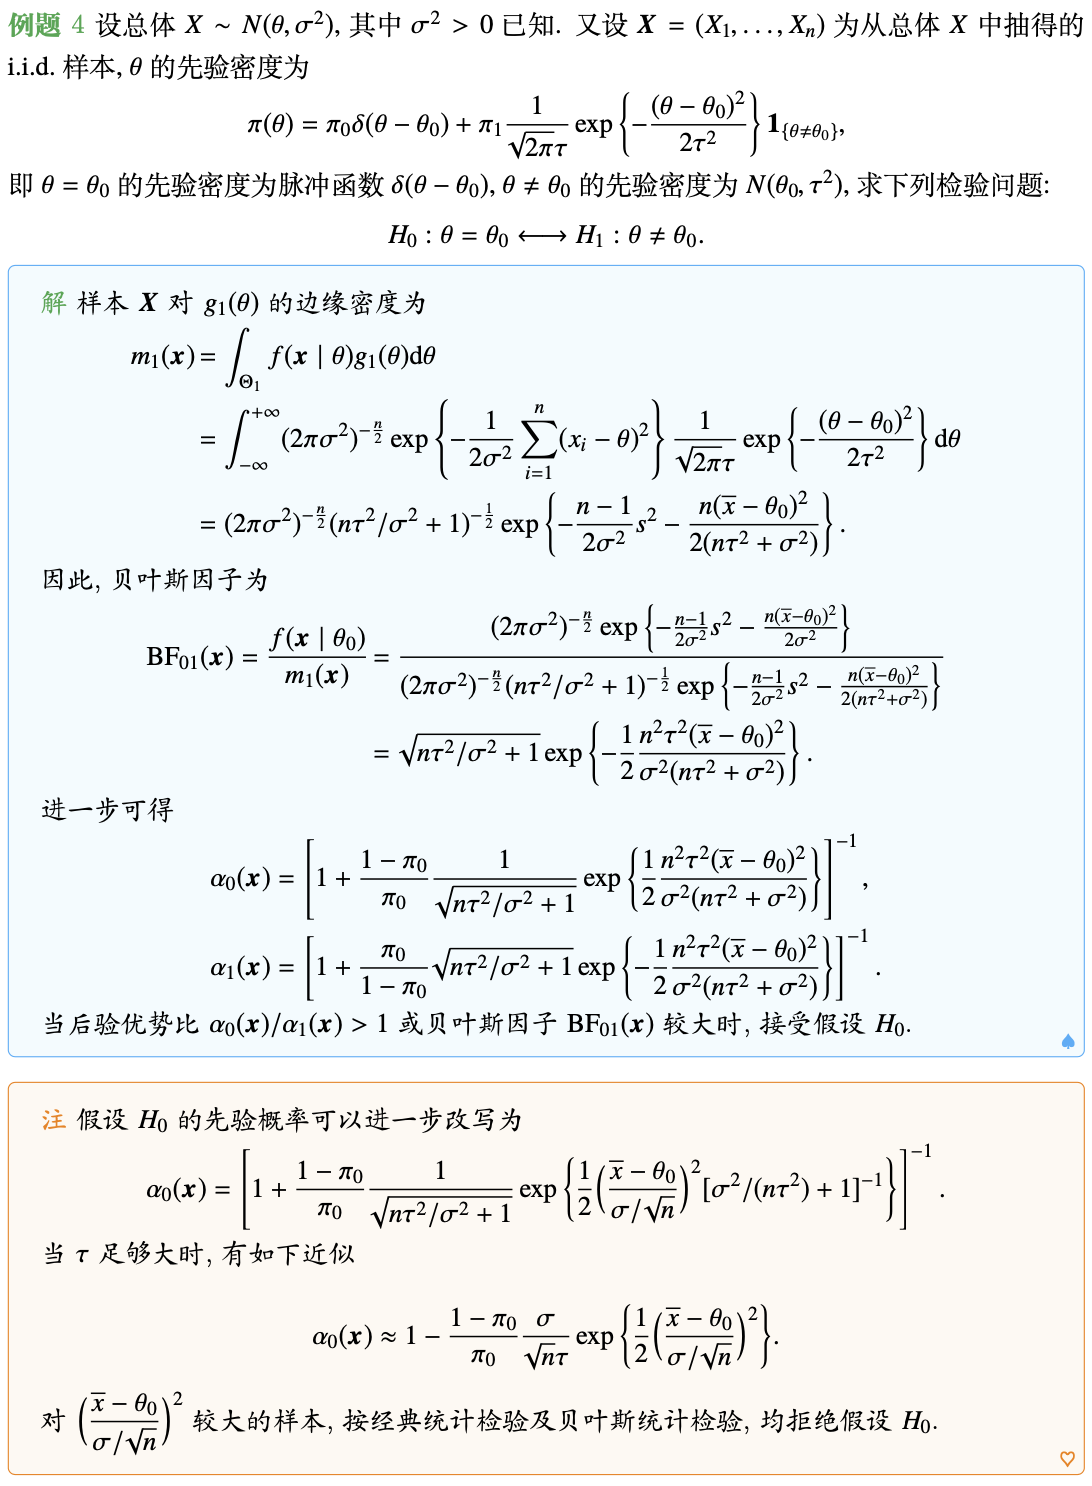 例题 4 设总体 $X \sim N(\theta, \sigma^2)$, 其中 $\sigma^2 > 0$ 已知. 又设 $\boldsymbol{X} = (X_1, \ldots, X_n)$ 为从总体 $X$ 中抽得的
i.i.d. 样本, $\theta$ 的先验密度为
$$\pi(\theta) = \pi_0 \delta(\theta - \theta_0) + \pi_1 \frac{1}{\sqrt{2\pi}\tau} \exp\left\{-\frac{(\theta - \theta_0)^2}{2\tau^2}\right\} \mathbf{1}_{\{\theta \neq \theta_0\}},$$
即 $\theta = \theta_0$ 的先验密度为脉冲函数 $\delta(\theta - \theta_0)$, $\theta \neq \theta_0$ 的先验密度为 $N(\theta_0, \tau^2)$, 求下列检验问题:
$$H_0 : \theta = \theta_0 \longleftrightarrow H_1 : \theta \neq \theta_0.$$
解 样本 $\boldsymbol{X}$ 对 $g_1(\theta)$ 的边缘密度为
$$m_1(\boldsymbol{x}) = \int_{\Theta_1} f(\boldsymbol{x} \mid \theta) g_1(\theta) \mathrm{d}\theta$$
$$= \int_{-\infty}^{+\infty} (2\pi\sigma^2)^{-\frac{n}{2}} \exp\left\{-\frac{1}{2\sigma^2} \sum_{i=1}^{n} (x_i - \theta)^2\right\} \frac{1}{\sqrt{2\pi}\tau} \exp\left\{-\frac{(\theta - \theta_0)^2}{2\tau^2}\right\} \mathrm{d}\theta$$
$$= (2\pi\sigma^2)^{-\frac{n}{2}} (n\tau^2/\sigma^2 + 1)^{-\frac{1}{2}} \exp\left\{-\frac{n-1}{2\sigma^2} s^2 - \frac{n(\overline{x} - \theta_0)^2}{2(n\tau^2 + \sigma^2)}\right\}.$$
因此, 贝叶斯因子为
$$\mathrm{BF}_{01}(\boldsymbol{x}) = \frac{f(\boldsymbol{x} \mid \theta_0)}{m_1(\boldsymbol{x})} = \frac{(2\pi\sigma^2)^{-\frac{n}{2}} \exp\left\{-\frac{n-1}{2\sigma^2} s^2 - \frac{n(\overline{x} - \theta_0)^2}{2\sigma^2}\right\}}{(2\pi\sigma^2)^{-\frac{n}{2}} (n\tau^2/\sigma^2 + 1)^{-\frac{1}{2}} \exp\left\{-\frac{n-1}{2\sigma^2} s^2 - \frac{n(\overline{x} - \theta_0)^2}{2(n\tau^2 + \sigma^2)}\right\}}$$
$$= \sqrt{n\tau^2/\sigma^2 + 1} \exp\left\{-\frac{1}{2} \frac{n^2\tau^2(\overline{x} - \theta_0)^2}{\sigma^2(n\tau^2 + \sigma^2)}\right\}.$$
进一步可得
$$\alpha_0(\boldsymbol{x}) = \left[1 + \frac{1 - \pi_0}{\pi_0} \frac{1}{\sqrt{n\tau^2/\sigma^2 + 1}} \exp\left\{\frac{1}{2} \frac{n^2\tau^2(\overline{x} - \theta_0)^2}{\sigma^2(n\tau^2 + \sigma^2)}\right\}\right]^{-1},$$
$$\alpha_1(\boldsymbol{x}) = \left[1 + \frac{\pi_0}{1 - \pi_0} \sqrt{n\tau^2/\sigma^2 + 1} \exp\left\{-\frac{1}{2} \frac{n^2\tau^2(\overline{x} - \theta_0)^2}{\sigma^2(n\tau^2 + \sigma^2)}\right\}\right]^{-1}.$$
当后验优势比 $\alpha_0(\boldsymbol{x})/\alpha_1(\boldsymbol{x}) > 1$ 或贝叶斯因子 $\mathrm{BF}_{01}(\boldsymbol{x})$ 较大时, 接受假设 $H_0$.
注 假设 $H_0$ 的先验概率可以进一步改写为
$$\alpha_0(\boldsymbol{x}) = \left[1 + \frac{1 - \pi_0}{\pi_0} \frac{1}{\sqrt{n\tau^2/\sigma^2 + 1}} \exp\left\{\frac{1}{2} \left(\frac{\overline{x} - \theta_0}{\sigma/\sqrt{n}}\right)^2 [\sigma^2/(n\tau^2) + 1]^{-1}\right\}\right]^{-1}.$$
当 $\tau$ 足够大时, 有如下近似
$$\alpha_0(\boldsymbol{x}) \approx 1 - \frac{1 - \pi_0}{\pi_0} \frac{\sigma}{\sqrt{n}\tau} \exp\left\{\frac{1}{2} \left(\frac{\overline{x} - \theta_0}{\sigma/\sqrt{n}}\right)^2\right\}.$$
对 $\left(\frac{\overline{x} - \theta_0}{\sigma/\sqrt{n}}\right)^2$ 较大的样本, 按经典统计检验及贝叶斯统计检验, 均拒绝假设 $H_0$.